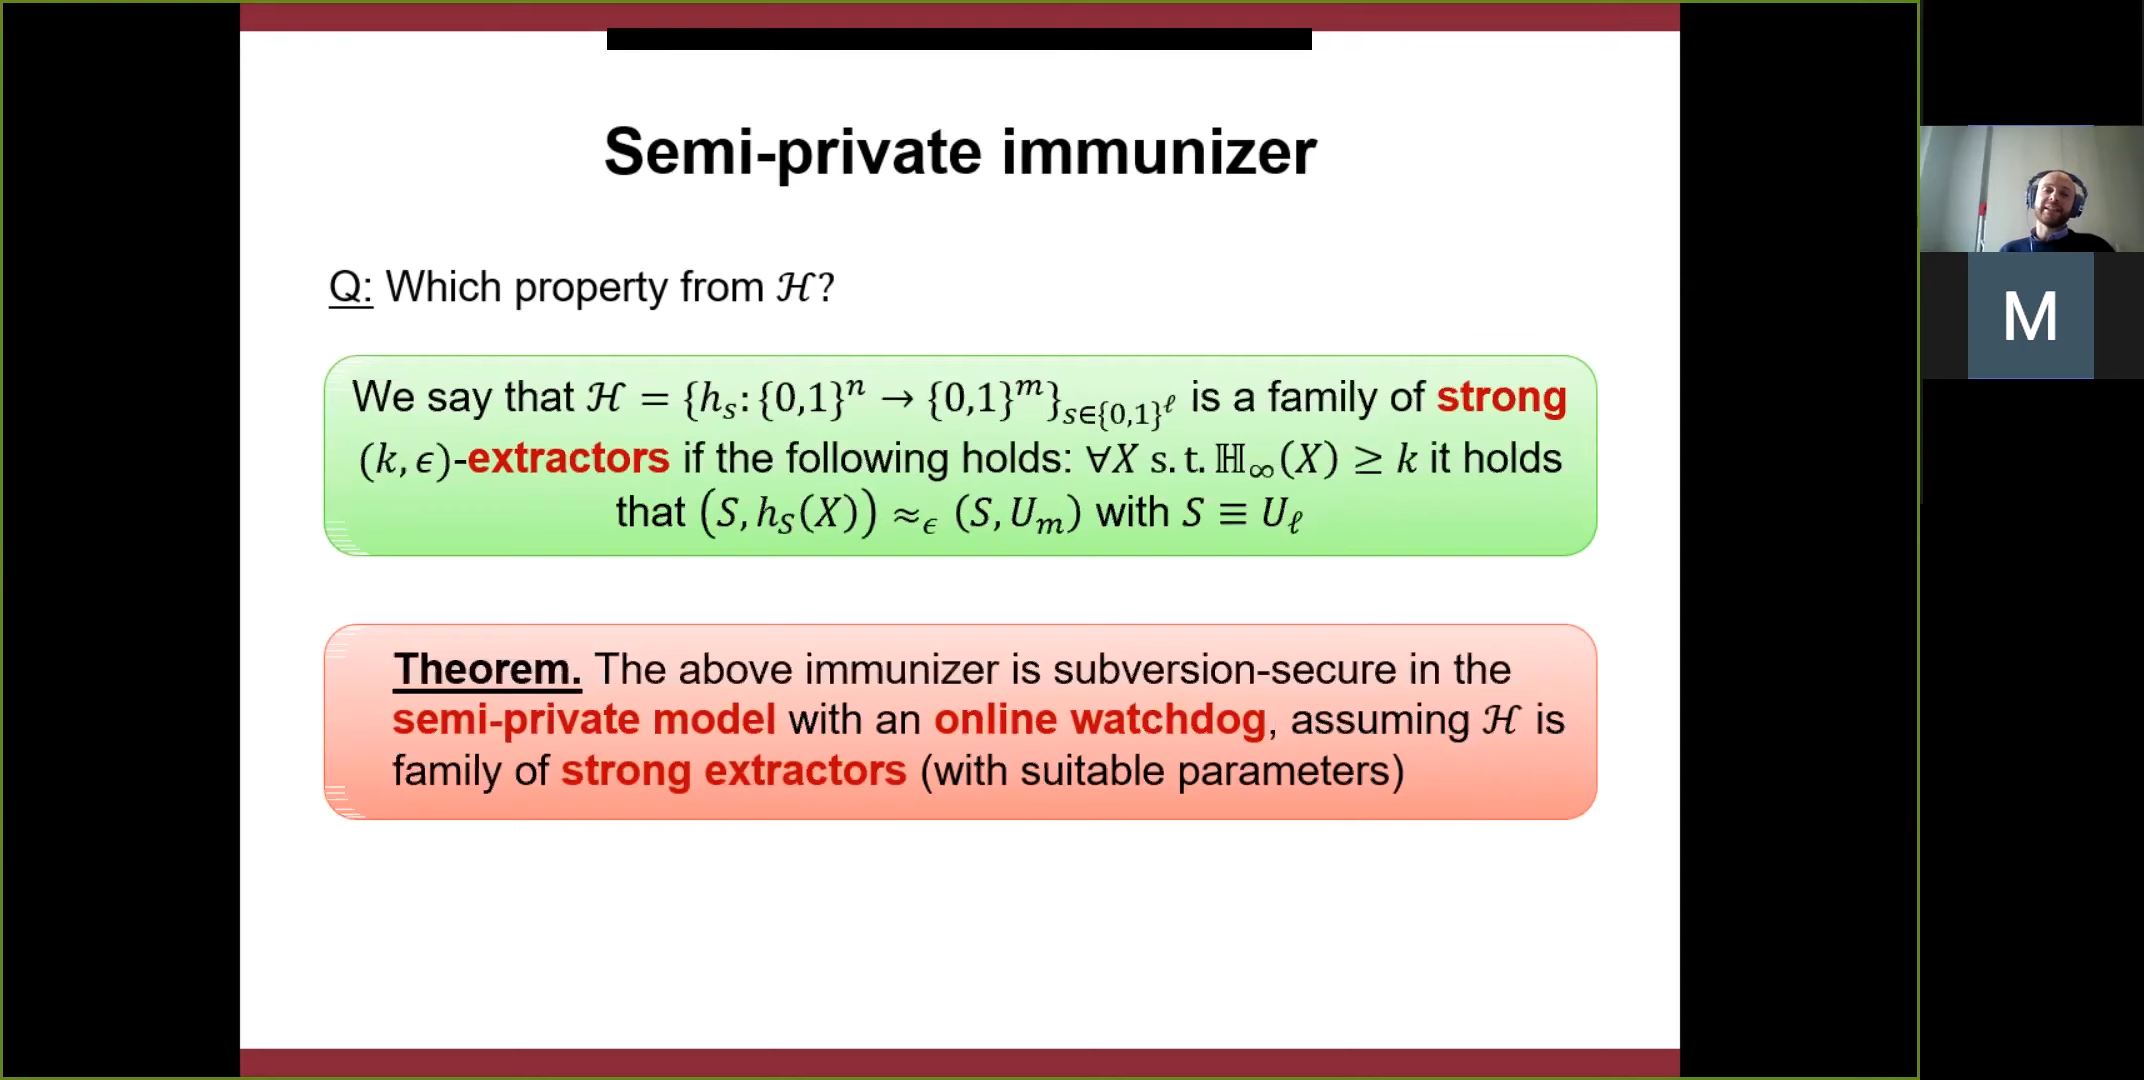 Semi-private immunizer
Q: Which property from ℋ?
We say that ℋ = {hₛ: {0,1}ⁿ → {0,1}ᵐ}_{s∈{0,1}^ℓ} is a family of strong
(k, ϵ)-extractors if the following holds: ∀X s.t. ℍ∞(X) ≥ k it holds
that (S, h_S(X)) ≈_ϵ (S, U_m) with S ≡ U_ℓ
Theorem. The above immunizer is subversion-secure in the
semi-private model with an online watchdog, assuming ℋ is
family of strong extractors (with suitable parameters)
M